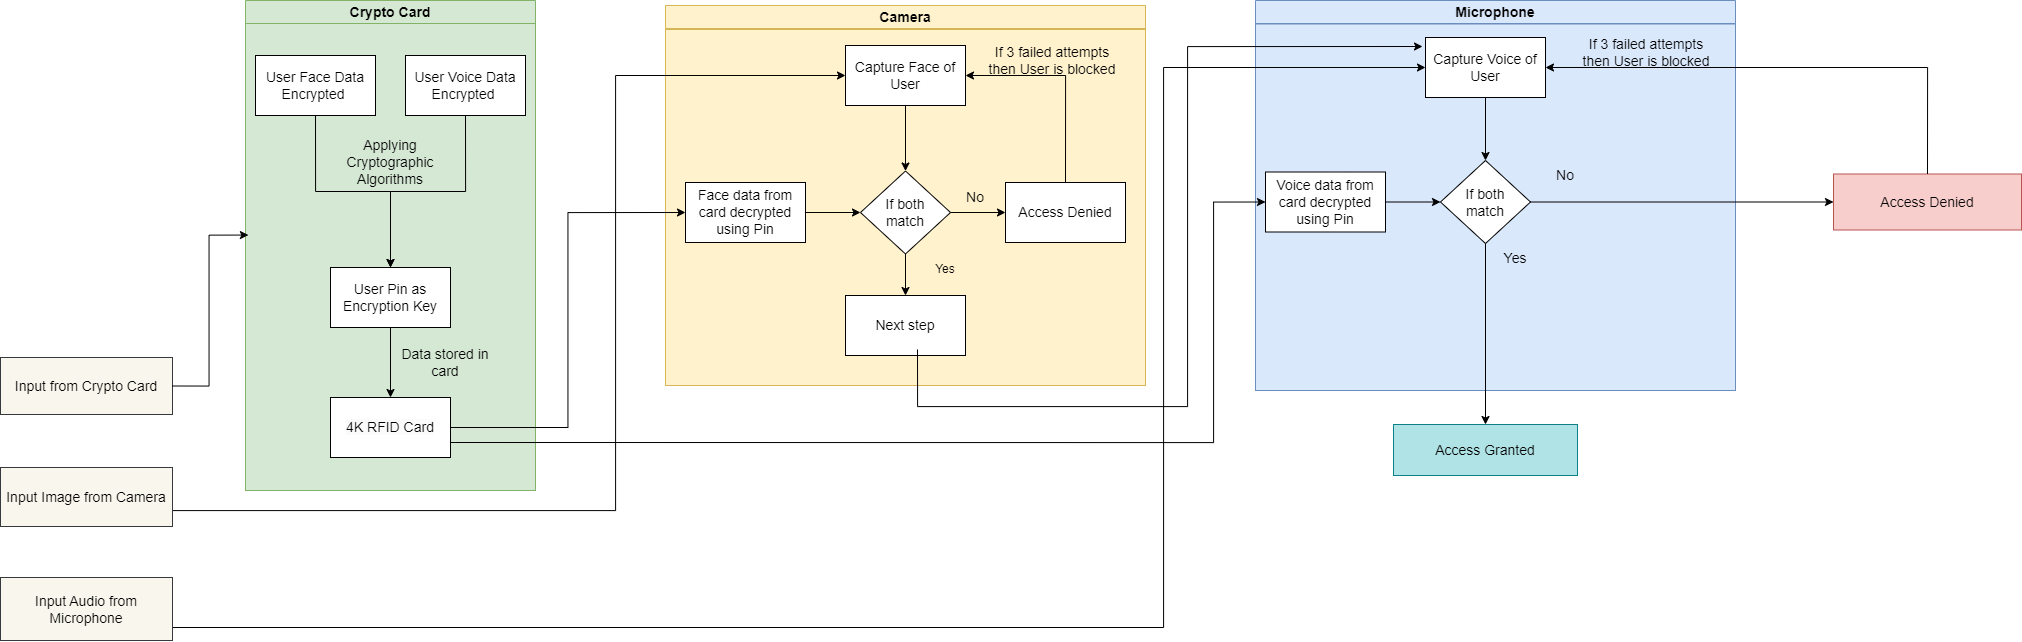 Crypto Card
User Face Data
Encrypted
User Voice Data
Encrypted
Applying
Cryptographic
Algorithms
User Pin as
Encryption Key
Data stored in
card
4K RFID Card
Input from Crypto Card
Input Image from Camera
Input Audio from
Microphone
Camera
Capture Face of
User
If 3 failed attempts
then User is blocked
Face data from
card decrypted
using Pin
If both
match
No
Access Denied
Yes
Next step
Microphone
Capture Voice of
User
If 3 failed attempts
then User is blocked
Voice data from
card decrypted
using Pin
If both
match
No
Yes
Access Denied
Access Granted